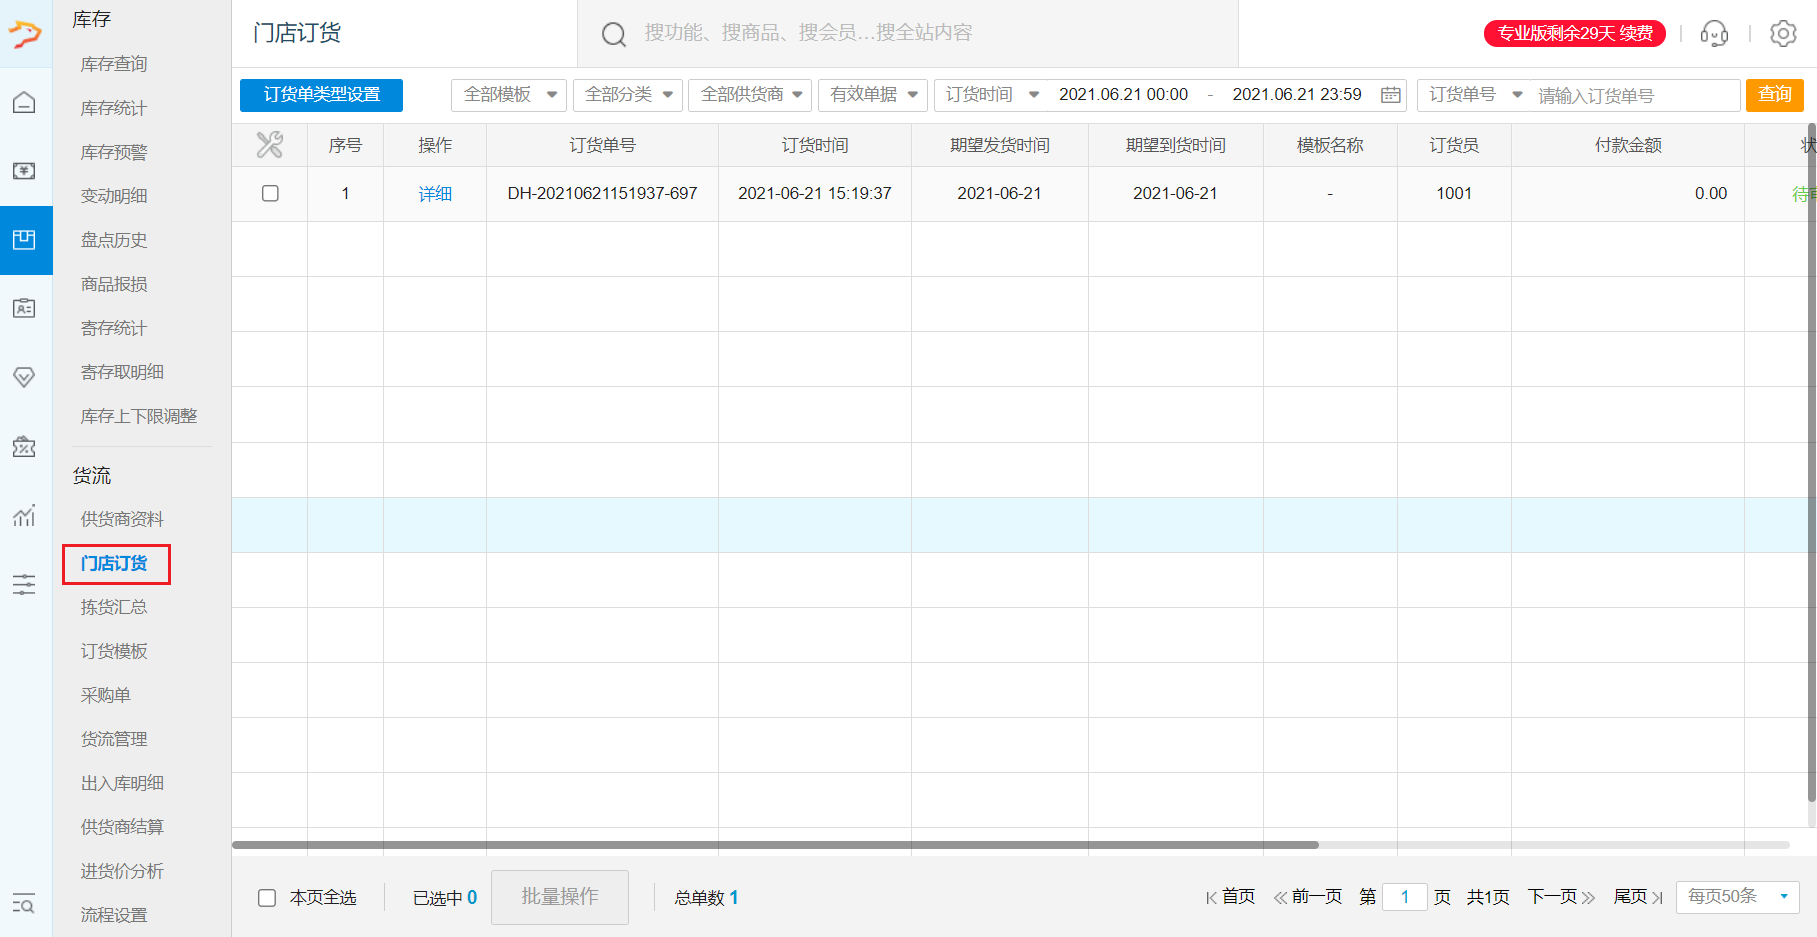 库存
库存查询
库存统计
库存预警
变动明细
盘点历史
商品报损
寄存统计
寄存取明细
库存上下限调整
货流
供货商资料
门店订货
拣货汇总
订货模板
采购单
货流管理
出入库明细
供货商结算
进货价分析
流程设置
门店订货 搜功能、搜商品、搜会员...搜全站内容 专业版剩余29天 续费
订货单类型设置 全部模板 全部分类 全部供货商 有效单据 订货时间 2021.06.21 00:00 - 2021.06.21 23:59 订货单号 请输入订货单号 查询
序号 操作 订货单号 订货时间 期望发货时间 期望到货时间 模板名称 订货员 付款金额
1 详细 DH-20210621151937-697 2021-06-21 15:19:37 2021-06-21 2021-06-21 - 1001 0.00 待
本页全选 已选中 0 批量操作 总单数 1 首页 前一页 第 1 页 共1页 下一页 尾页 每页50条